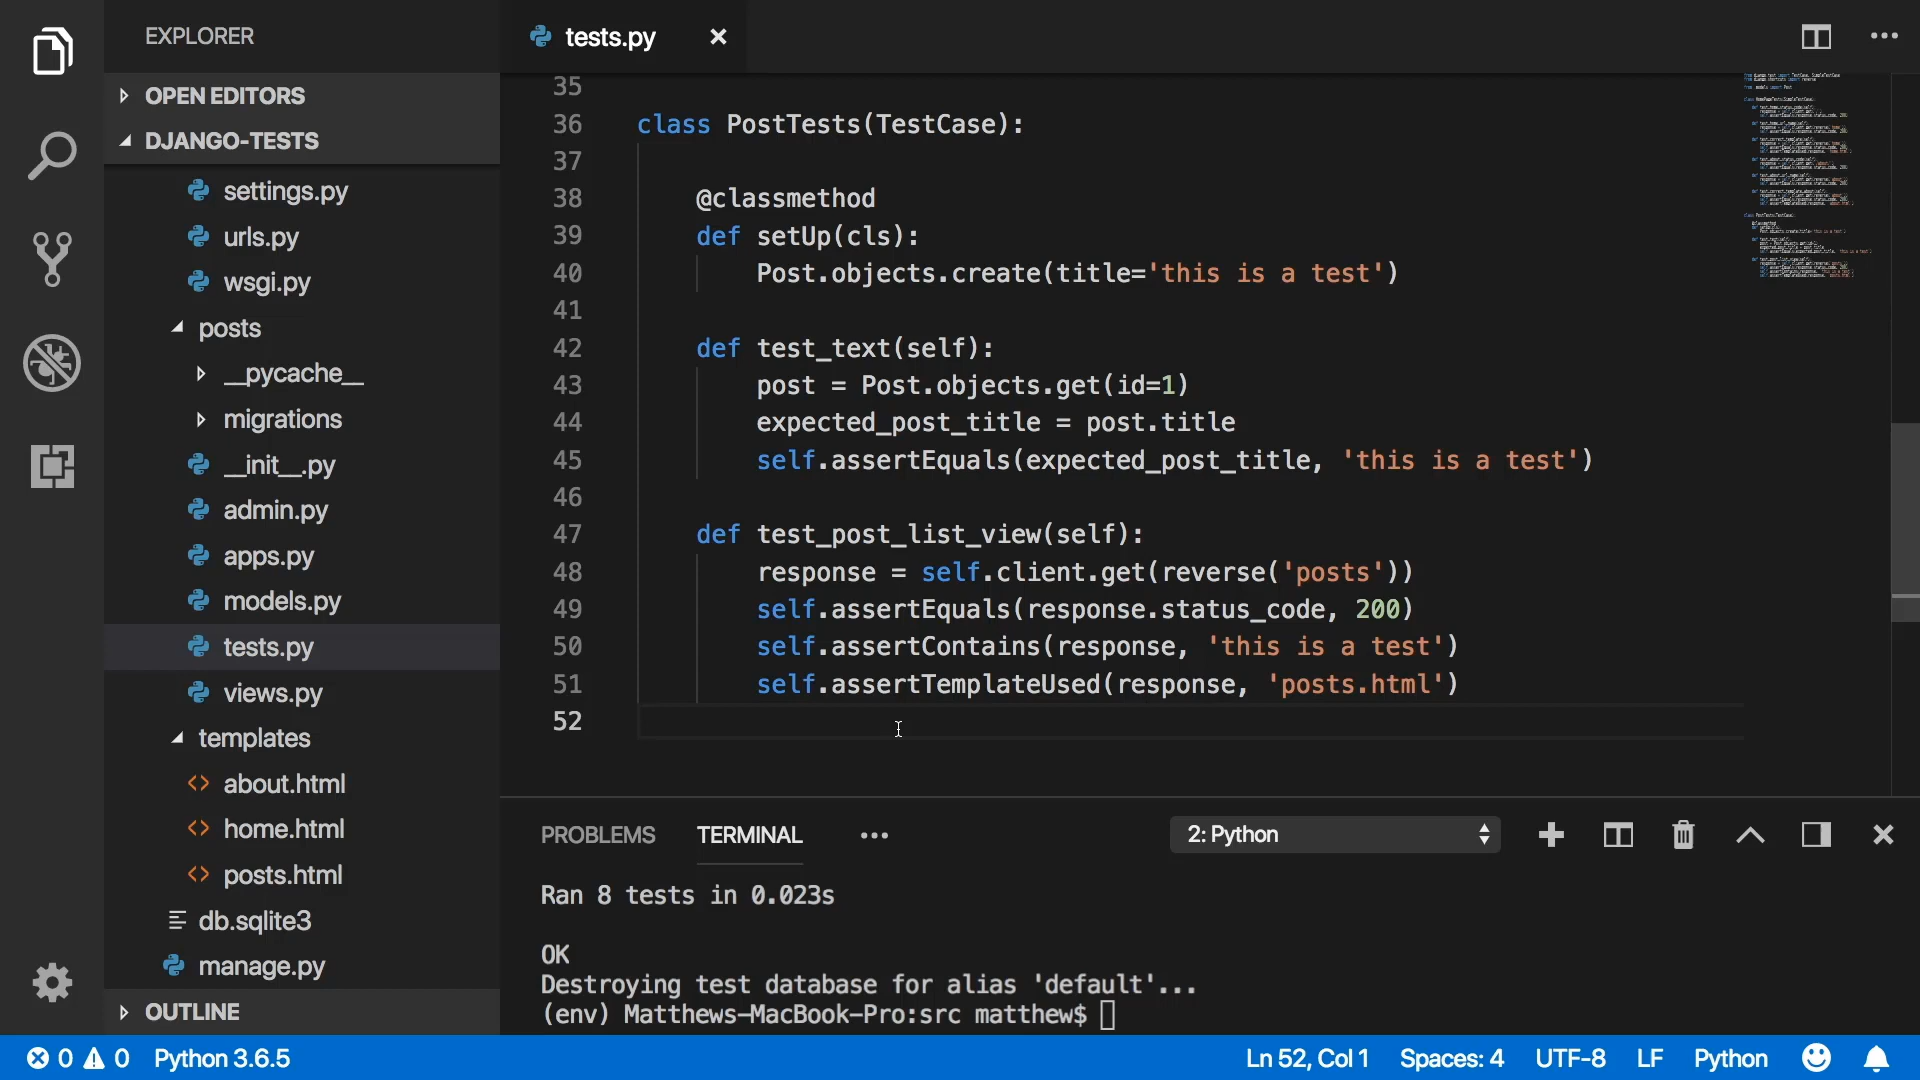 EXPLORER
OPEN EDITORS
DJANGO-TESTS
settings.py
urls.py
wsgi.py
posts
__pycache__
migrations
__init__.py
admin.py
apps.py
models.py
tests.py
views.py
templates
about.html
home.html
posts.html
db.sqlite3
manage.py
OUTLINE
tests.py
35
36 class PostTests(TestCase):
37
38 @classmethod
39 def setUp(cls):
40 Post.objects.create(title='this is a test')
41
42 def test_text(self):
43 post = Post.objects.get(id=1)
44 expected_post_title = post.title
45 self.assertEquals(expected_post_title, 'this is a test')
46
47 def test_post_list_view(self):
48 response = self.client.get(reverse('posts'))
49 self.assertEquals(response.status_code, 200)
50 self.assertContains(response, 'this is a test')
51 self.assertTemplateUsed(response, 'posts.html')
52
PROBLEMS TERMINAL ••• 2: Python
Ran 8 tests in 0.023s
OK
Destroying test database for alias 'default'...
(env) Matthews-MacBook-Pro:src matthew$
0 0 Python 3.6.5 Ln 52, Col 1 Spaces: 4 UTF-8 LF Python